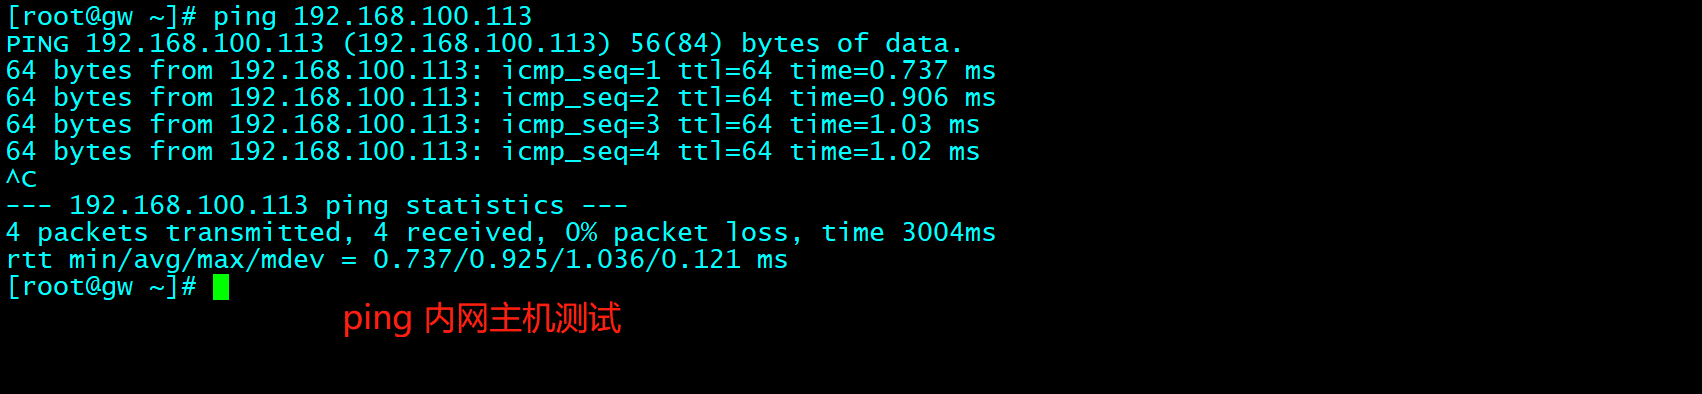 [root@gw ~]# ping 192.168.100.113
PING 192.168.100.113 (192.168.100.113) 56(84) bytes of data.
64 bytes from 192.168.100.113: icmp_seq=1 ttl=64 time=0.737 ms
64 bytes from 192.168.100.113: icmp_seq=2 ttl=64 time=0.906 ms
64 bytes from 192.168.100.113: icmp_seq=3 ttl=64 time=1.03 ms
64 bytes from 192.168.100.113: icmp_seq=4 ttl=64 time=1.02 ms
^C
--- 192.168.100.113 ping statistics ---
4 packets transmitted, 4 received, 0% packet loss, time 3004ms
rtt min/avg/max/mdev = 0.737/0.925/1.036/0.121 ms
[root@gw ~]#
ping 内网主机测试